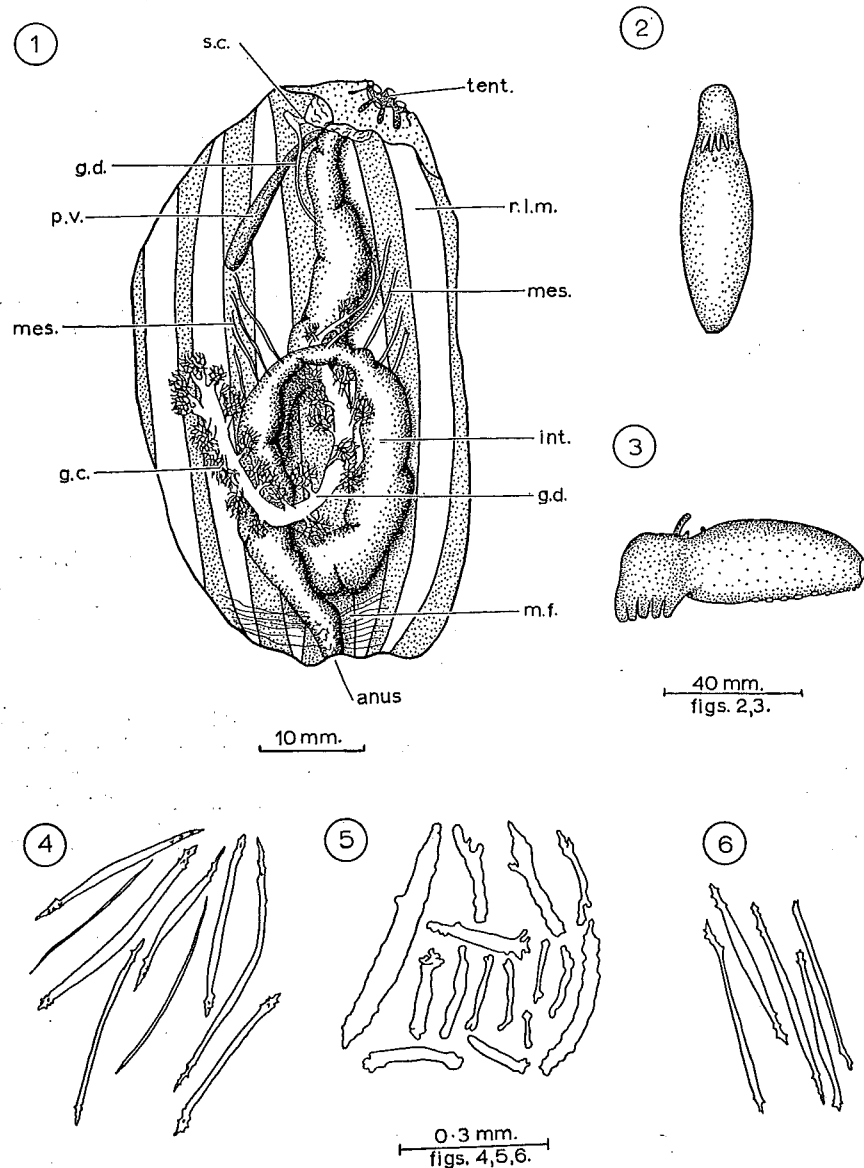 1
s.c.
tent.
g.d.
p.v.
r.l.m.
mes.
mes.
int.
g.c.
g.d.
m.f.
anus
10 mm.
2
3
40 mm.
figs. 2,3.
4
5
6
0·3 mm.
figs. 4,5,6.